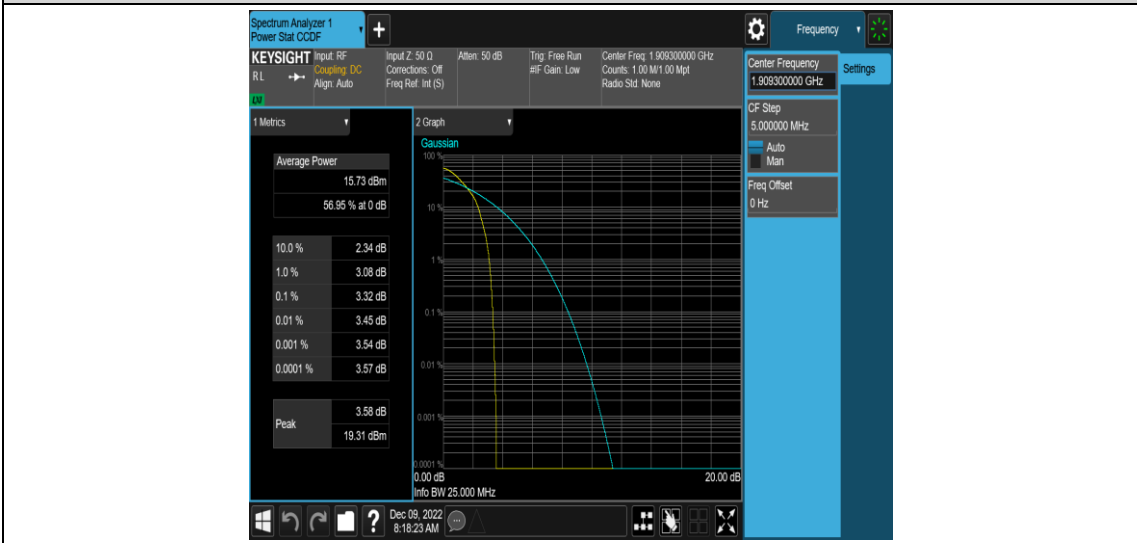 Spectrum Analyzer 1
Power Stat CCDF
+
Frequency
KEYSIGHT
Input: RF
Coupling: DC
Align: Auto
RL
LXI
Input Z: 50 Ω
Corrections: Off
Freq Ref: Int (S)
Atten: 50 dB
Trig: Free Run
#IF Gain: Low
Center Freq: 1.909300000 GHz
Counts: 1.00 M/1.00 Mpt
Radio Std: None
Center Frequency
1.909300000 GHz
Settings
CF Step
5.000000 MHz
Auto
Man
Freq Offset
0 Hz
1 Metrics
Average Power
15.73 dBm
56.95 % at 0 dB
10.0 % 2.34 dB
1.0 % 3.08 dB
0.1 % 3.32 dB
0.01 % 3.45 dB
0.001 % 3.54 dB
0.0001 % 3.57 dB
Peak
3.58 dB
19.31 dBm
2 Graph
Gaussian
100 %
10 %
1 %
0.1 %
0.01 %
0.001 %
0.0001 %
0.00 dB
20.00 dB
Info BW 25.000 MHz
?
Dec 09, 2022
8:18:23 AM